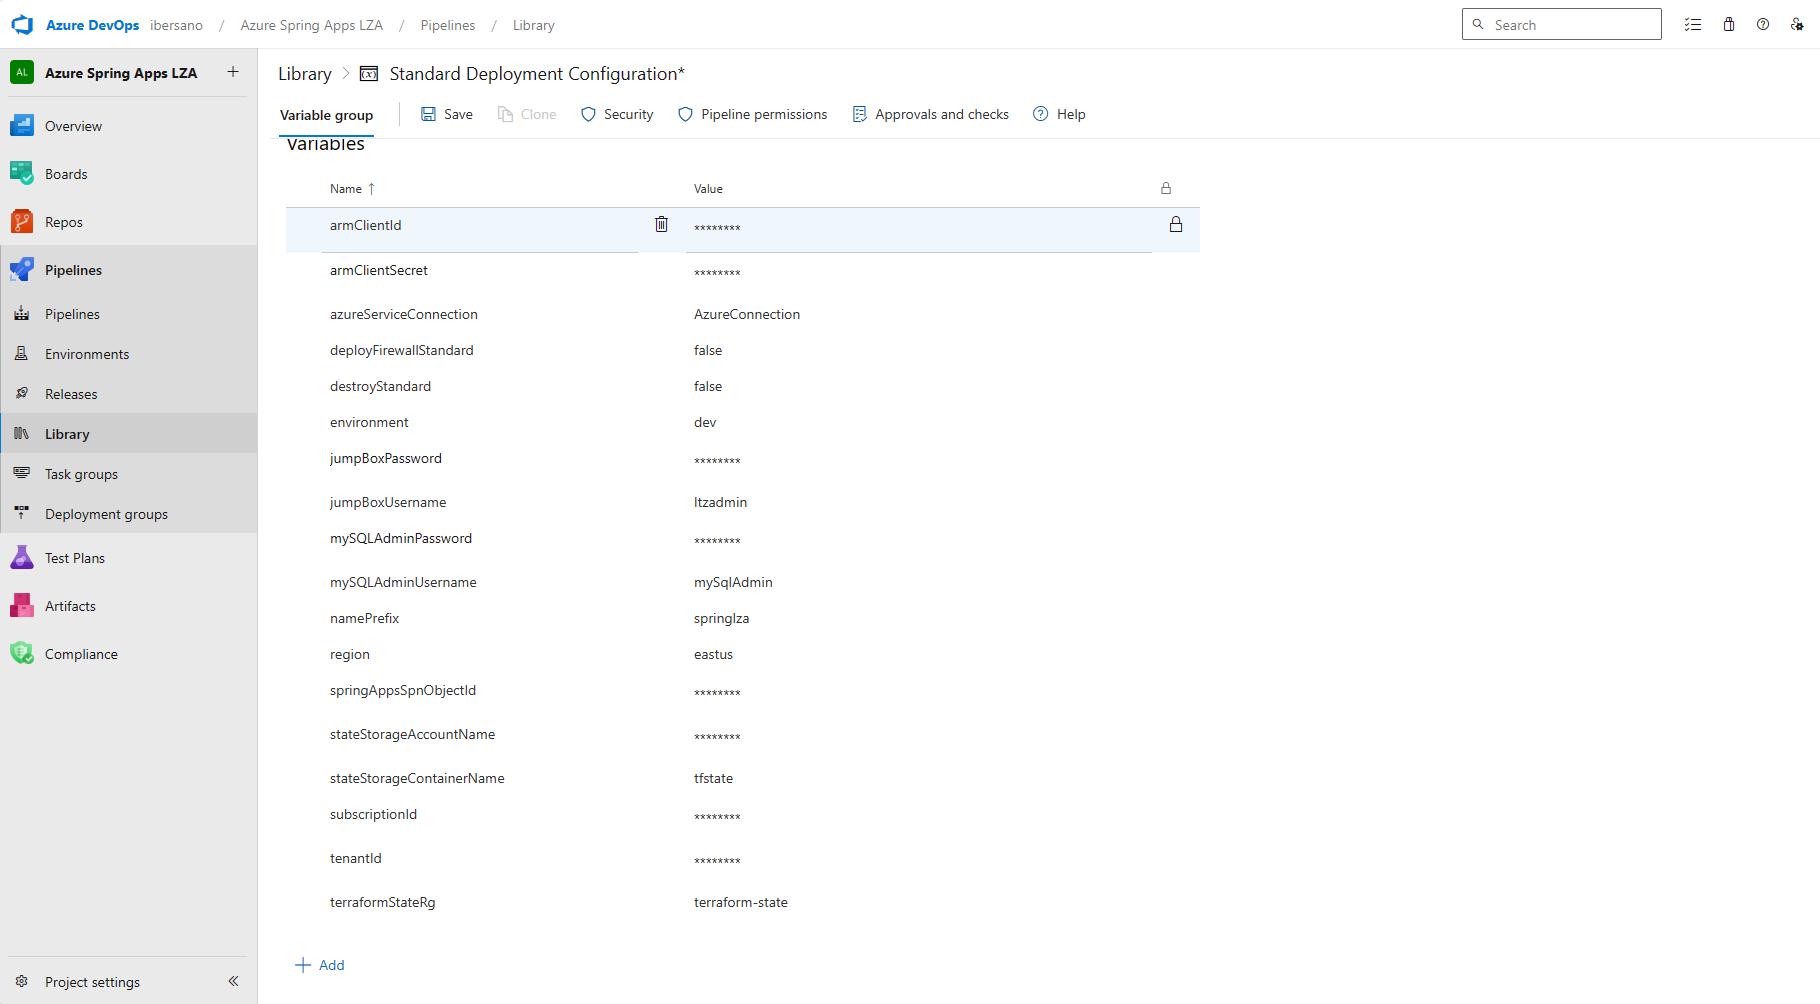 Azure DevOps ibersano / Azure Spring Apps LZA / Pipelines / Library Search
AL Azure Spring Apps LZA +
Overview
Boards
Repos
Pipelines
Pipelines
Environments
Releases
Library
Task groups
Deployment groups
Test Plans
Artifacts
Compliance
Project settings
Library > (x) Standard Deployment Configuration*
Variable group Save Clone Security Pipeline permissions Approvals and checks Help
Variables
Name ↑ Value
armClientId ********
armClientSecret ********
azureServiceConnection AzureConnection
deployFirewallStandard false
destroyStandard false
environment dev
jumpBoxPassword ********
jumpBoxUsername ltzadmin
mySQLAdminPassword ********
mySQLAdminUsername mySqlAdmin
namePrefix springlza
region eastus
springAppsSpnObjectId ********
stateStorageAccountName ********
stateStorageContainerName tfstate
subscriptionId ********
tenantId ********
terraformStateRg terraform-state
+ Add